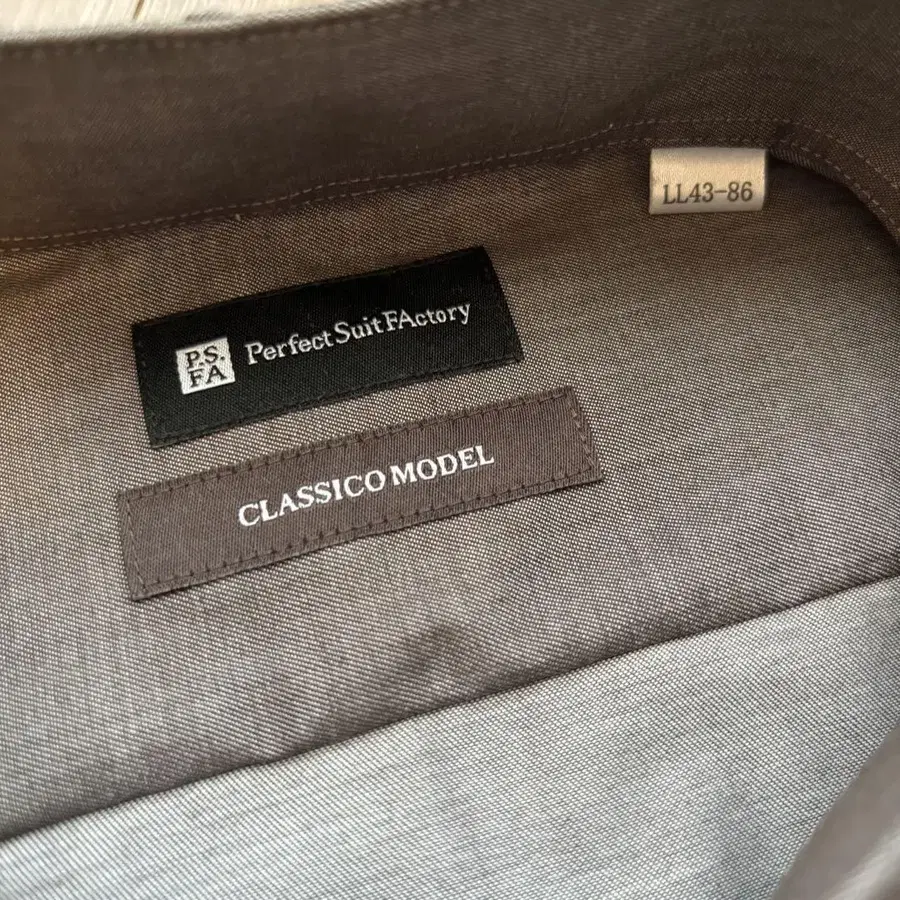 LL43-86
P.S.
FA
Perfect Suit FActory
CLASSICO MODEL